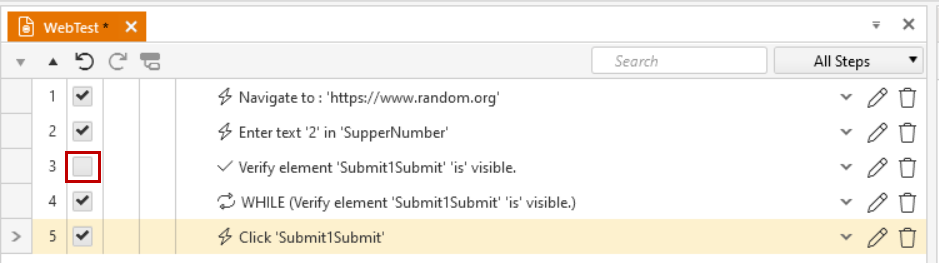 WebTest *
Search
All Steps
1 Navigate to : 'https://www.random.org'
2 Enter text '2' in 'SupperNumber'
3 Verify element 'Submit1Submit' 'is' visible.
4 WHILE (Verify element 'Submit1Submit' 'is' visible.)
5 Click 'Submit1Submit'